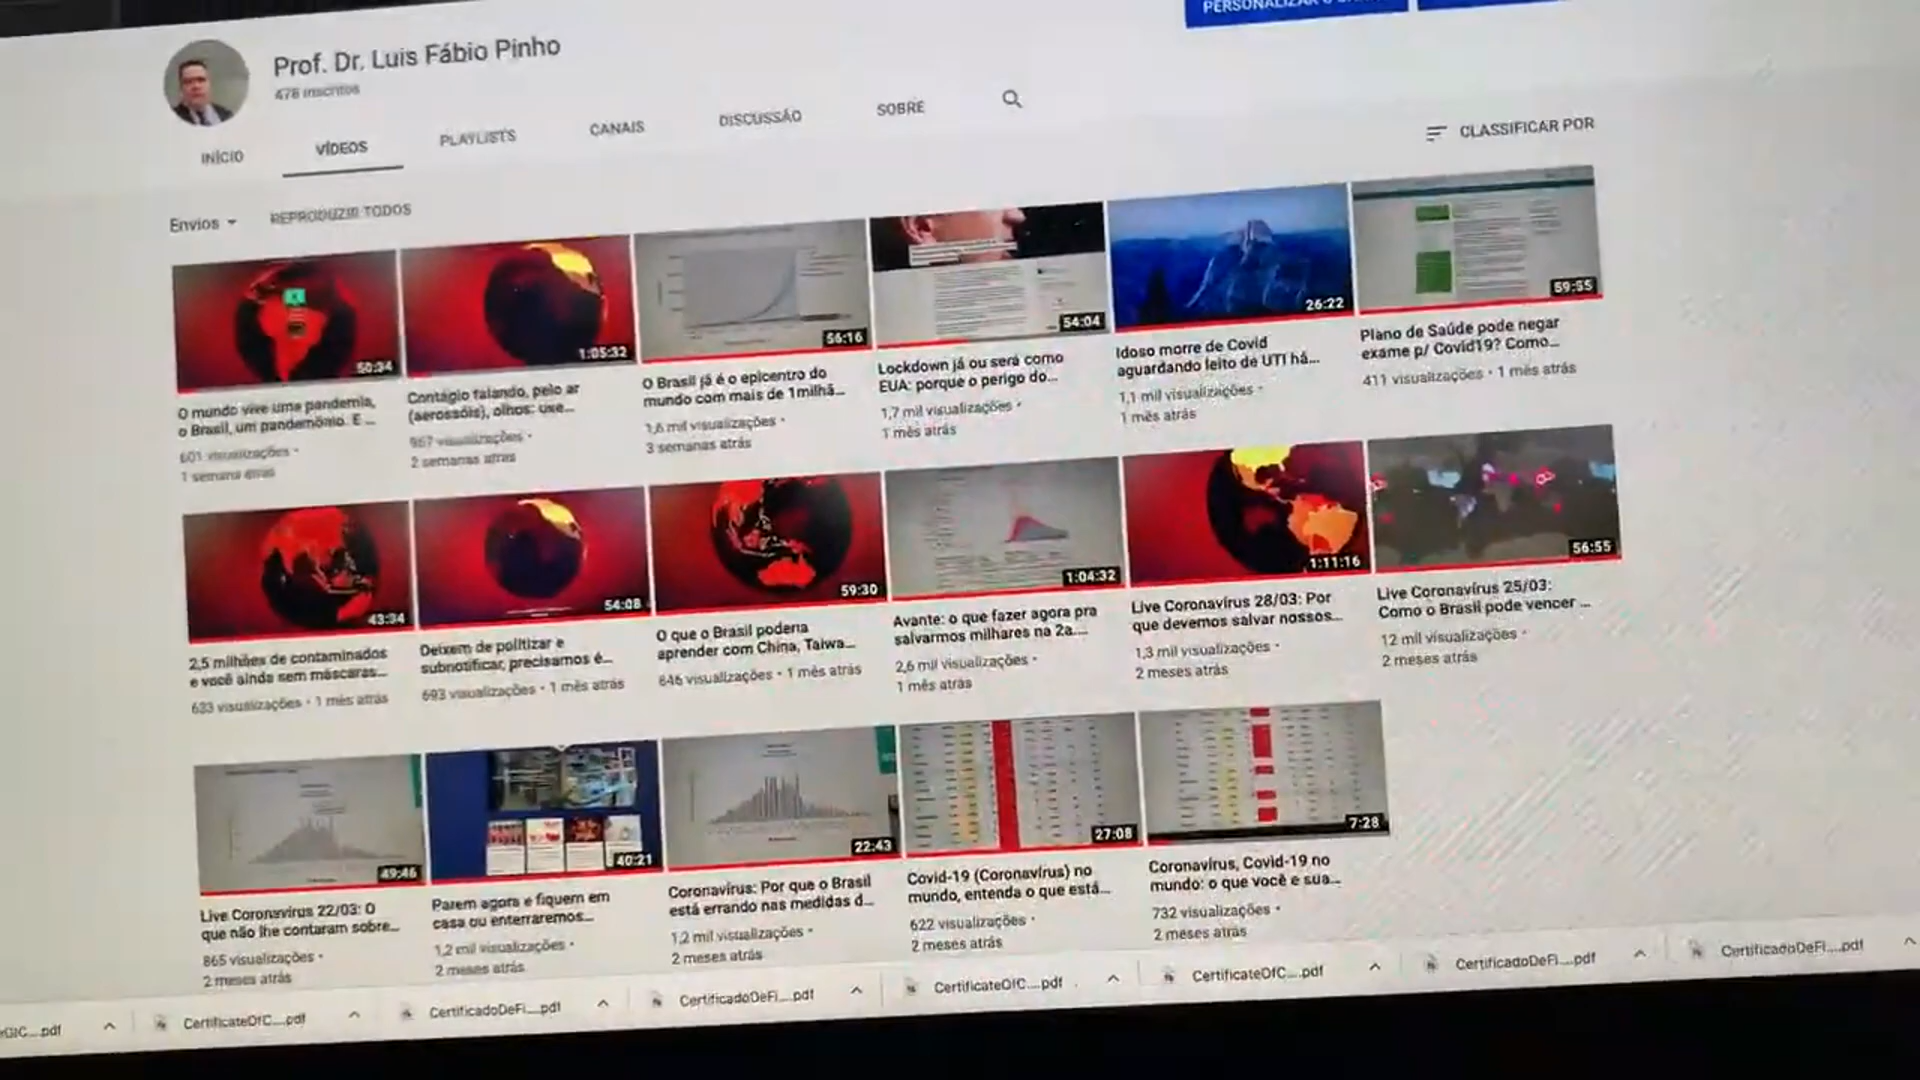 PERSONALIZAR O
Prof. Dr. Luis Fábio Pinho
478 inscritos
INÍCIO VÍDEOS PLAYLISTS CANAIS DISCUSSÃO SOBRE
CLASSIFICAR POR
Envios REPRODUZIR TODOS
50:34 1:05:32 56:16 54:04 26:22 59:55
O mundo vive uma pandemia,
o Brasil, um pandemônio. E ...
601 visualizações •
1 semana atrás
Contágio falando, pelo ar
(aerossóis), olhos: use...
967 visualizações •
2 semanas atrás
O Brasil já é o epicentro do
mundo com mais de 1milhã...
1,6 mil visualizações •
3 semanas atrás
Lockdown já ou será como
EUA: porque o perigo do...
1,7 mil visualizações •
1 mês atrás
Idoso morre de Covid
aguardando leito de UTI há...
1,1 mil visualizações •
1 mês atrás
Plano de Saúde pode negar
exame p/ Covid19? Como...
411 visualizações • 1 mês atrás
43:34 54:08 59:30 1:04:32 1:11:16 56:55
2,5 milhões de contaminados
e você ainda sem máscaras...
633 visualizações • 1 mês atrás
Deixem de politizar e
subnotificar, precisamos é...
693 visualizações • 1 mês atrás
O que o Brasil poderia
aprender com China, Taiwa...
646 visualizações • 1 mês atrás
Avante: o que fazer agora pra
salvarmos milhares na 2a....
2,6 mil visualizações •
1 mês atrás
Live Coronavírus 28/03: Por
que devemos salvar nossos...
1,3 mil visualizações •
2 meses atrás
Live Coronavírus 25/03:
Como o Brasil pode vencer ...
12 mil visualizações •
2 meses atrás
49:46 40:21 22:43 27:08 7:28
Live Coronavírus 22/03: O
que não lhe contaram sobre...
865 visualizações •
2 meses atrás
Parem agora e fiquem em
casa ou enterraremos...
1,2 mil visualizações •
2 meses atrás
Coronavírus: Por que o Brasil
está errando nas medidas d...
1,2 mil visualizações •
2 meses atrás
Covid-19 (Coronavírus) no
mundo, entenda o que está...
622 visualizações •
2 meses atrás
Coronavírus, Covid-19 no
mundo: o que você e sua...
732 visualizações •
2 meses atrás
CertificateOfC....pdf CertificadoDeFi....pdf CertificadoDeFi....pdf CertificateOfC....pdf CertificateOfC....pdf CertificadoDeFi....pdf CertificadoDeFi....pdf